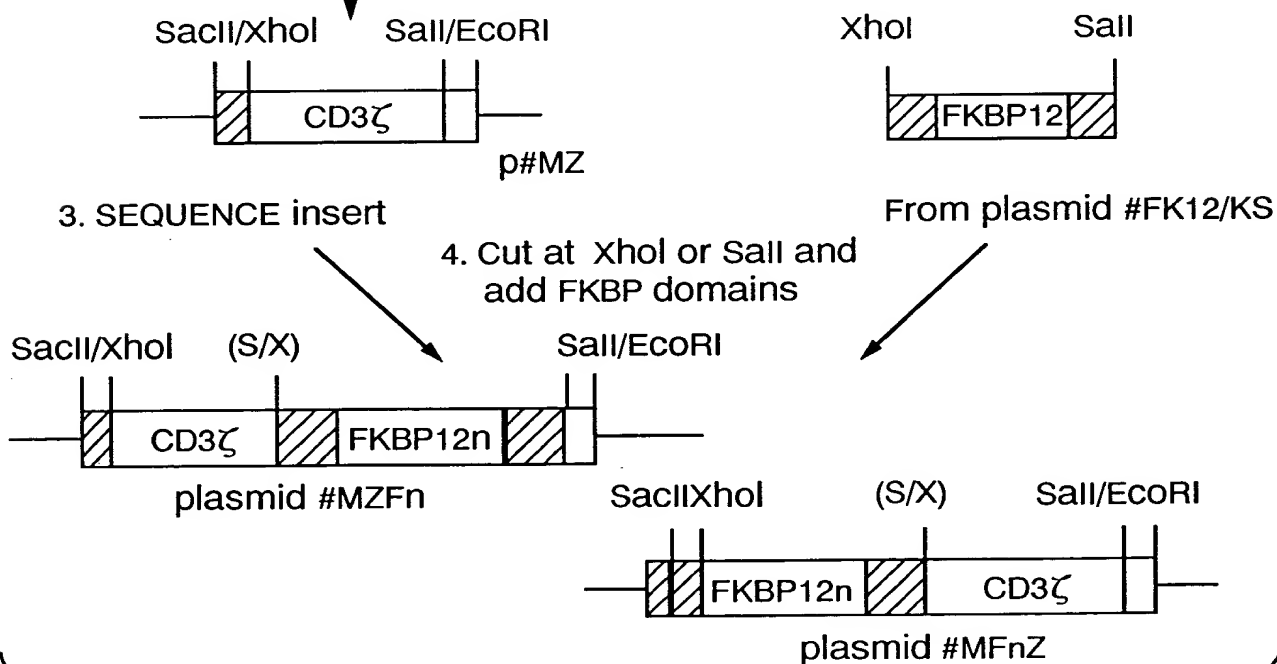 SacII/XhoI SalI/EcoRI
CD3ζ
p#MZ
XhoI SalI
FKBP12
From plasmid #FK12/KS
3. SEQUENCE insert
4. Cut at XhoI or SalI and
add FKBP domains
SacII/XhoI (S/X) SalI/EcoRI
CD3ζ FKBP12n
plasmid #MZFn
SacIIXhoI (S/X) SalI/EcoRI
FKBP12n CD3ζ
plasmid #MFnZ